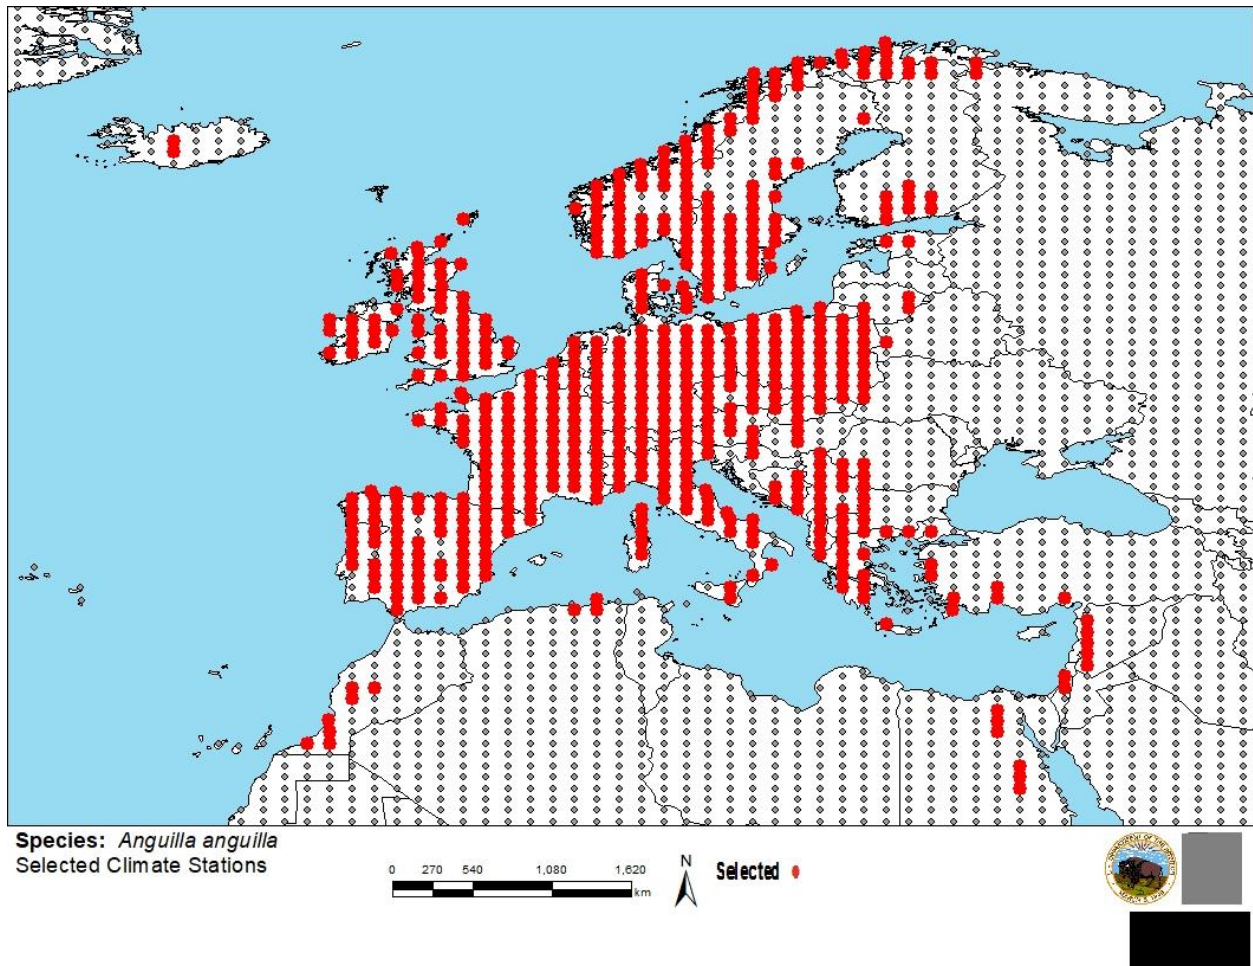 Species: Anguilla anguilla
Selected Climate Stations
0 270 540 1,080 1,620
km
N
Selected